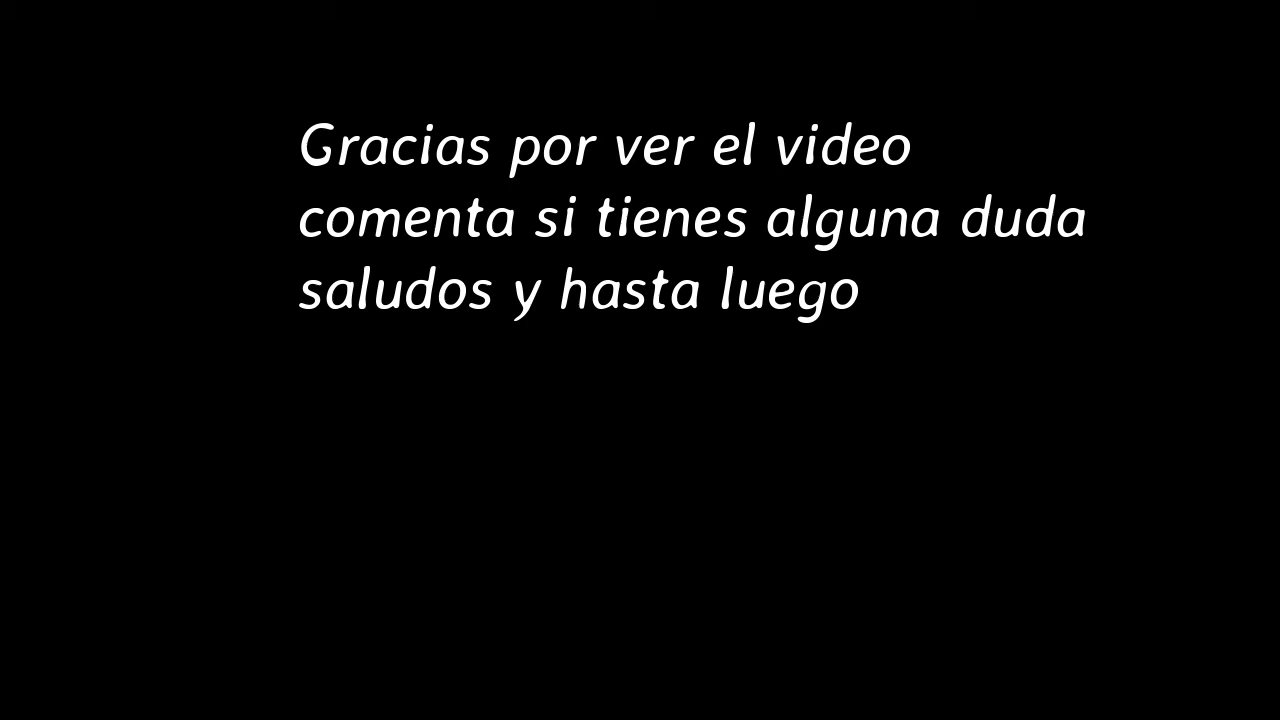 Gracias por ver el video
comenta si tienes alguna duda
saludos y hasta luego